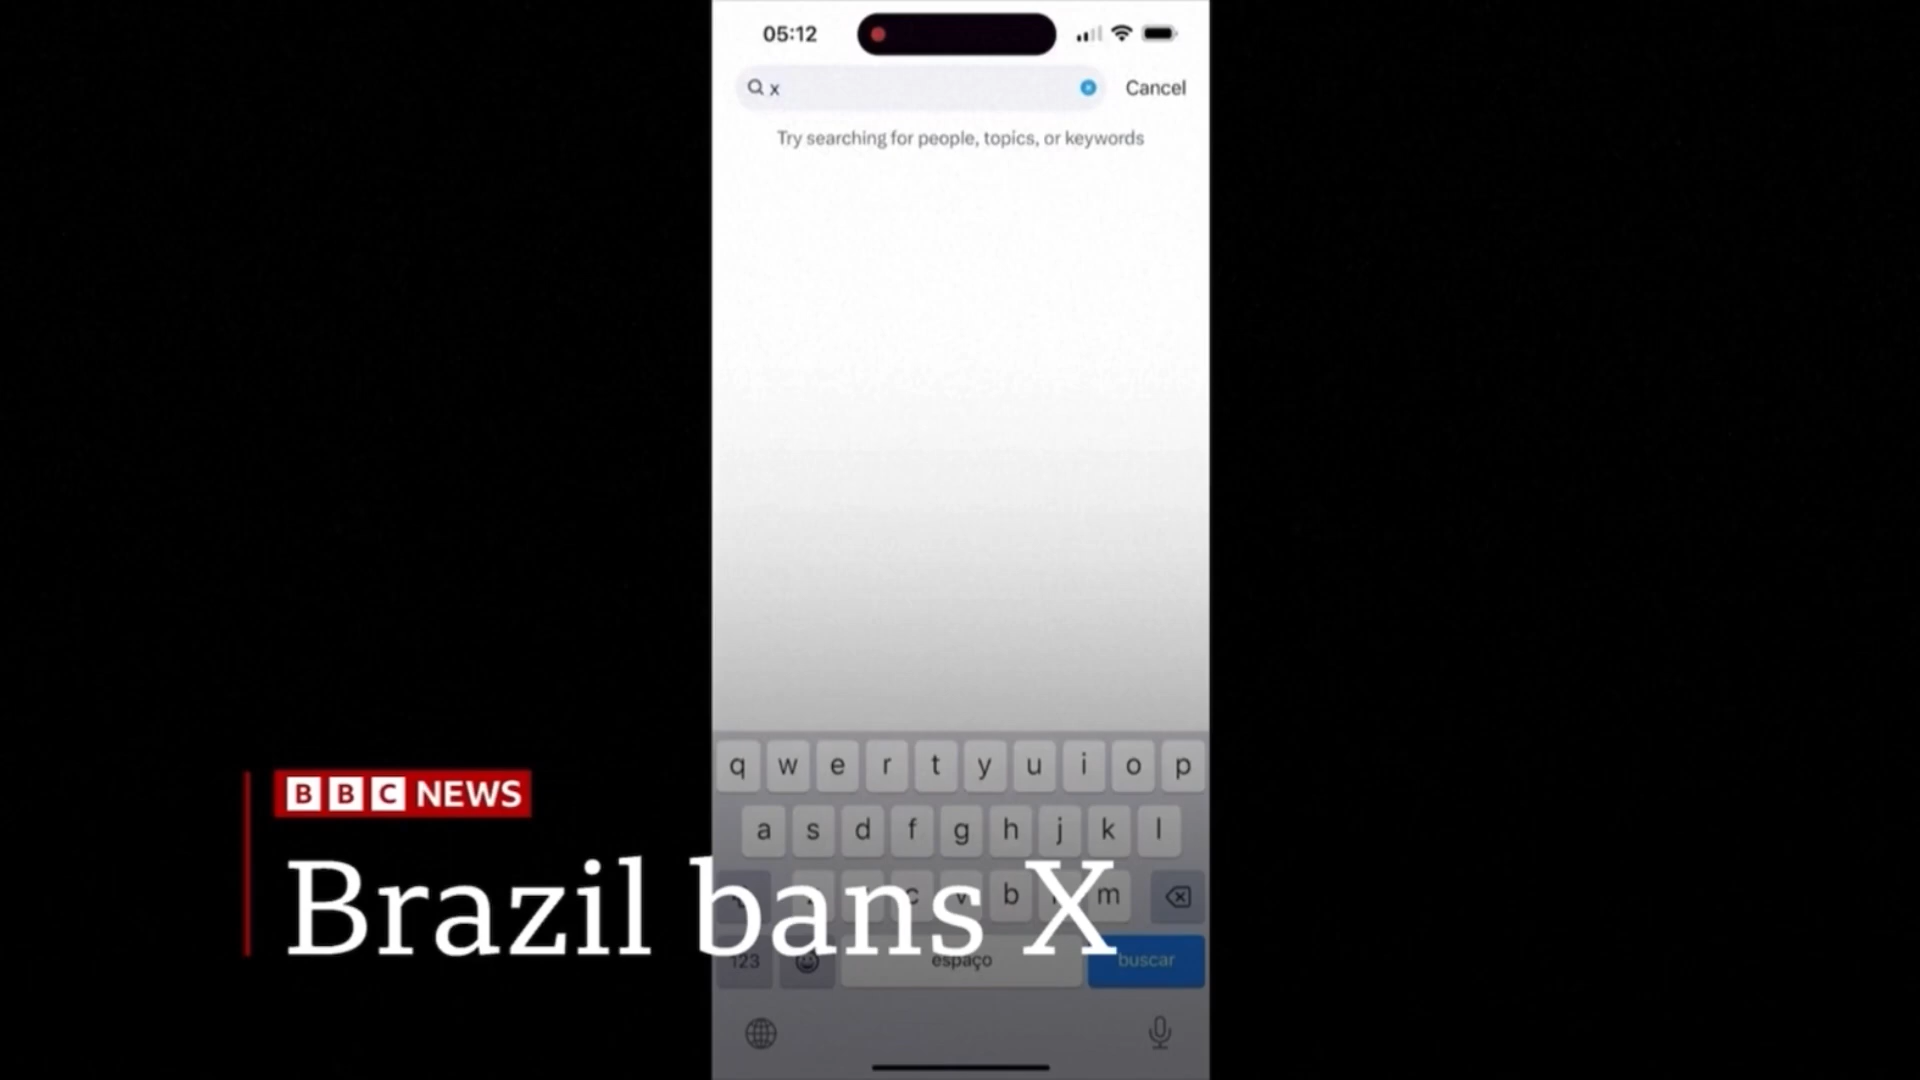 05:12
x
Cancel
Try searching for people, topics, or keywords
q w e r t y u i o p
a s d f g h j k l
c v b m
123
espaço
buscar
BBC NEWS
Brazil bans X